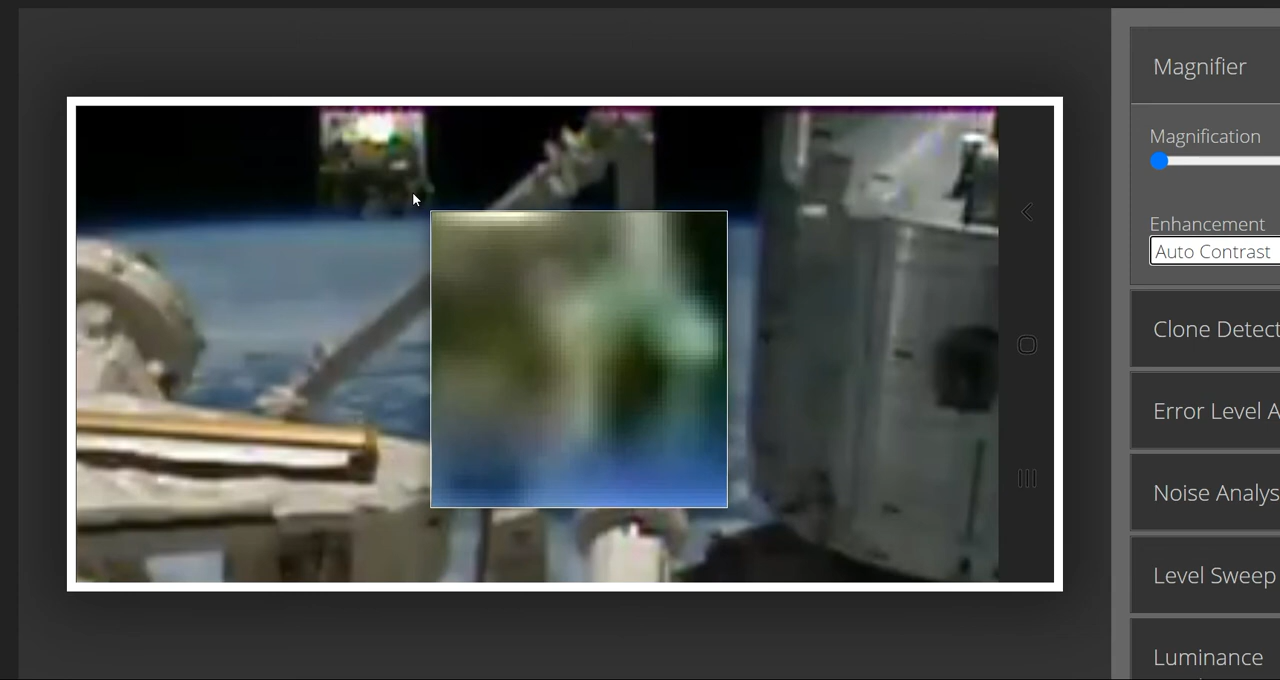 Magnifier
Magnification
Enhancement
Auto Contrast
Clone Detect
Error Level A
Noise Analys
Level Sweep
Luminance